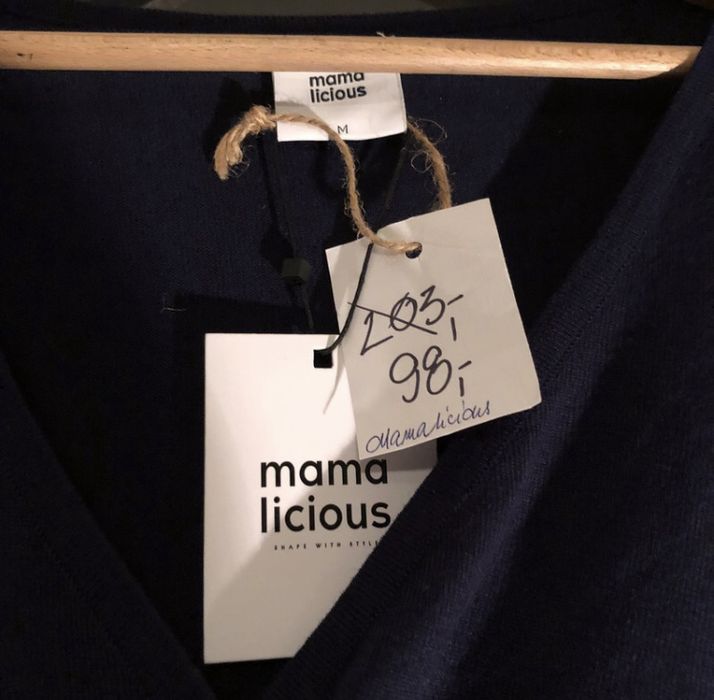 mama
licious
M
203,-
98,-
Mamalicious
mama
licious
SHAPE WITH STYLE